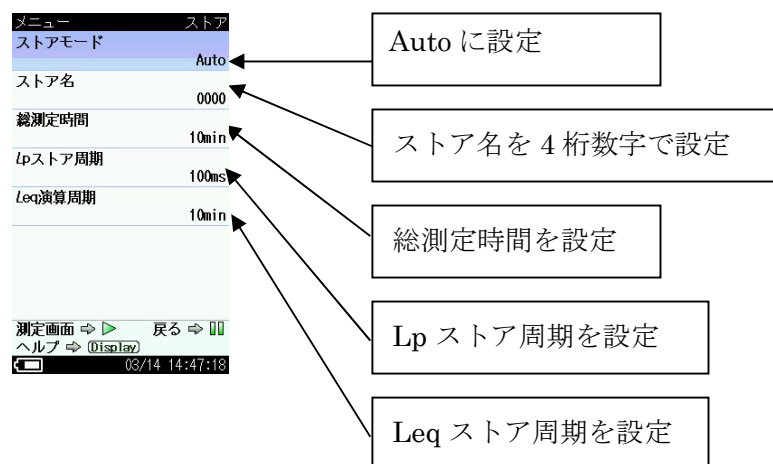 メニュー ストア
ストアモード
Auto
ストア名
0000
総測定時間
10min
Lpストア周期
100ms
Leq演算周期
10min
測定画面 ⇨ ▷ 戻る ⇨ ▯▯
ヘルプ ⇨ Display
03/14 14:47:18
Auto に設定
ストア名を 4 桁数字で設定
総測定時間を設定
Lp ストア周期を設定
Leq ストア周期を設定